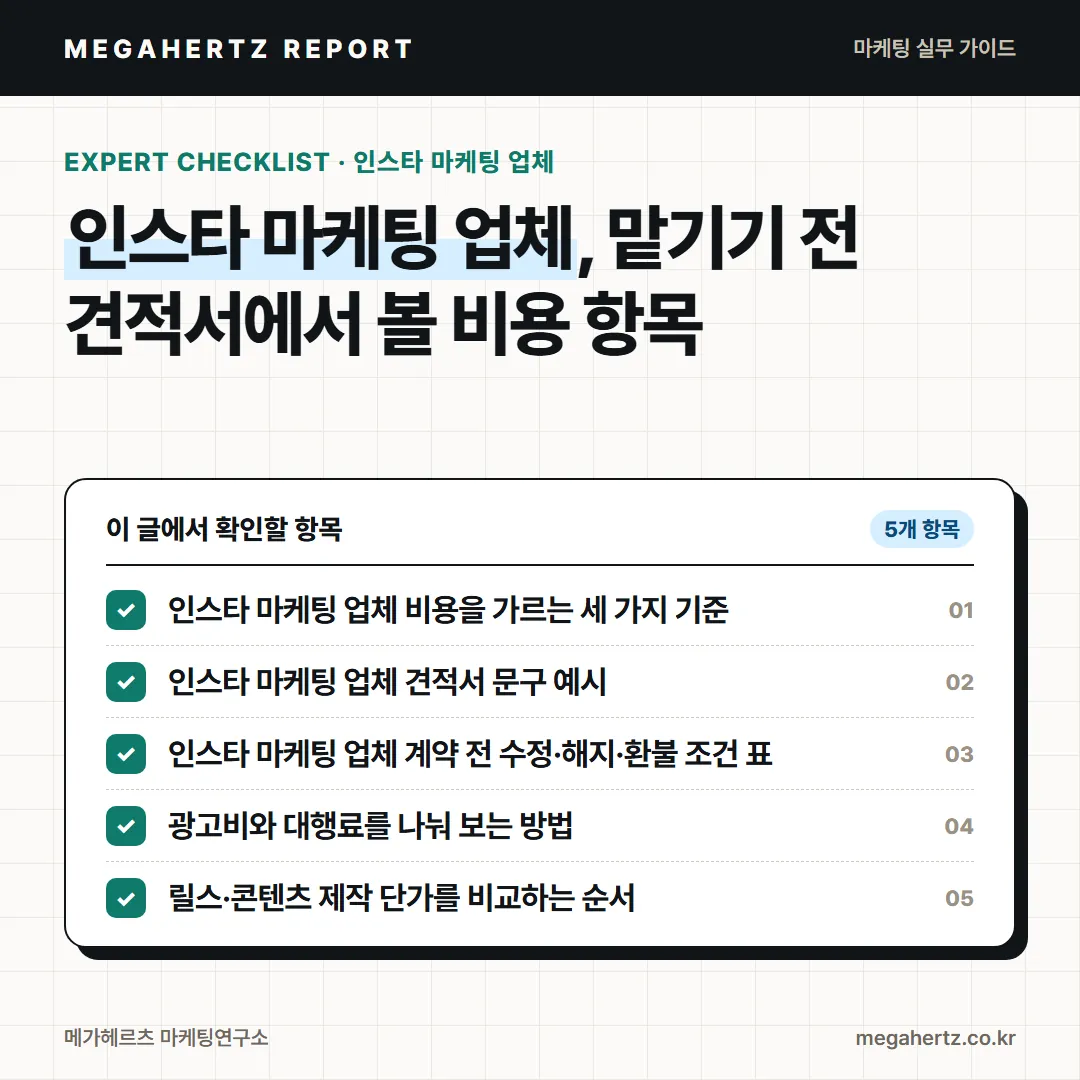 MEGAHERTZ REPORT
마케팅 실무 가이드
EXPERT CHECKLIST · 인스타 마케팅 업체
인스타 마케팅 업체, 맡기기 전
견적서에서 볼 비용 항목
이 글에서 확인할 항목
5개 항목
인스타 마케팅 업체 비용을 가르는 세 가지 기준 01
인스타 마케팅 업체 견적서 문구 예시 02
인스타 마케팅 업체 계약 전 수정·해지·환불 조건 표 03
광고비와 대행료를 나눠 보는 방법 04
릴스·콘텐츠 제작 단가를 비교하는 순서 05
메가헤르츠 마케팅연구소
megahertz.co.kr